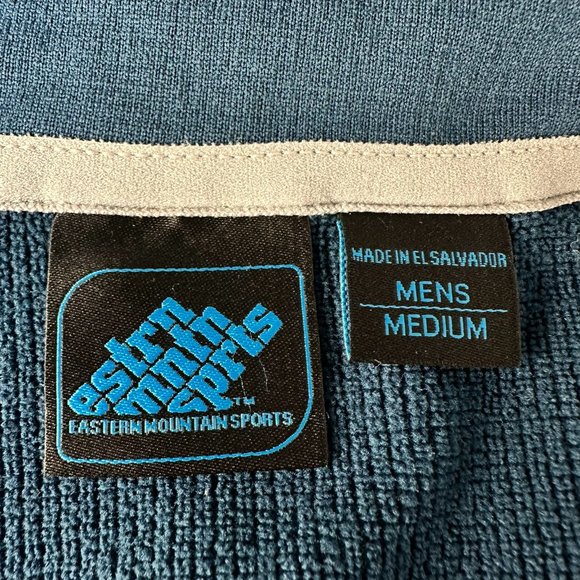 estrn
mntn
sprts
TM
EASTERN MOUNTAIN SPORTS
MADE IN EL SALVADOR
MENS
MEDIUM